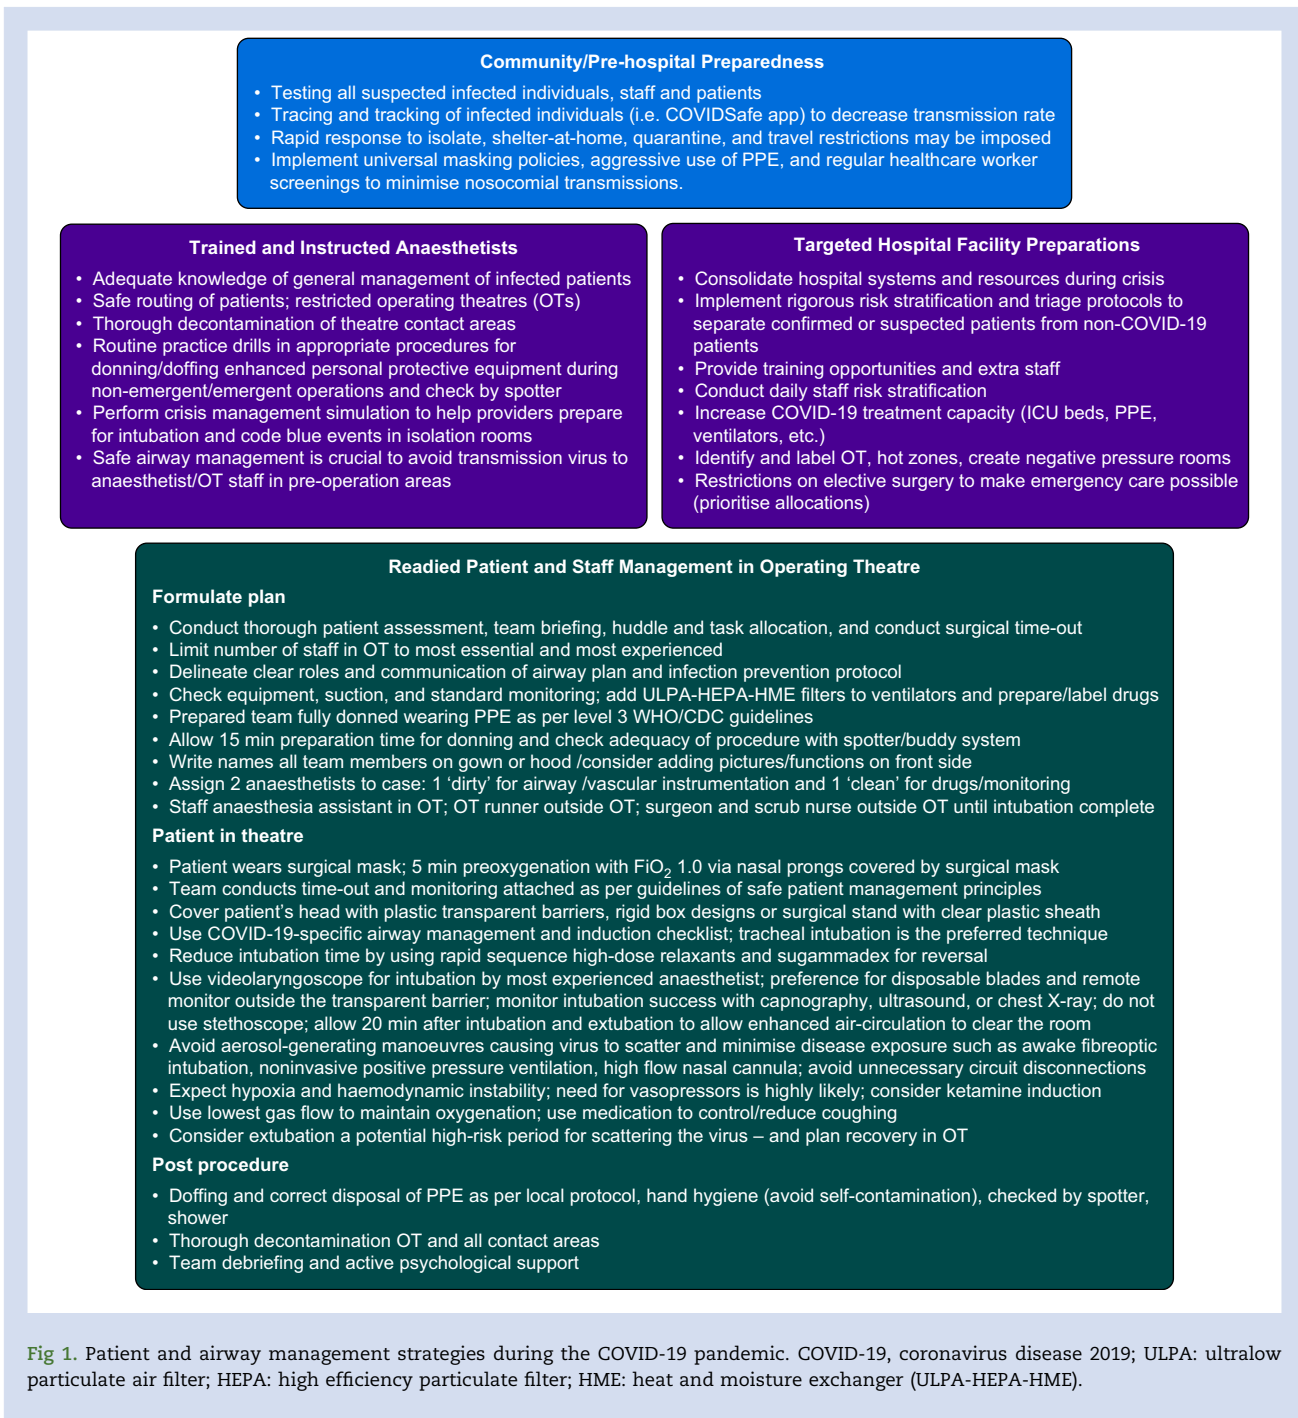 Community/Pre-hospital Preparedness
• Testing all suspected infected individuals, staff and patients
• Tracing and tracking of infected individuals (i.e. COVIDSafe app) to decrease transmission rate
• Rapid response to isolate, shelter-at-home, quarantine, and travel restrictions may be imposed
• Implement universal masking policies, aggressive use of PPE, and regular healthcare worker
screenings to minimise nosocomial transmissions.
Trained and Instructed Anaesthetists
• Adequate knowledge of general management of infected patients
• Safe routing of patients; restricted operating theatres (OTs)
• Thorough decontamination of theatre contact areas
• Routine practice drills in appropriate procedures for
donning/doffing enhanced personal protective equipment during
non-emergent/emergent operations and check by spotter
• Perform crisis management simulation to help providers prepare
for intubation and code blue events in isolation rooms
• Safe airway management is crucial to avoid transmission virus to
anaesthetist/OT staff in pre-operation areas
Targeted Hospital Facility Preparations
• Consolidate hospital systems and resources during crisis
• Implement rigorous risk stratification and triage protocols to
separate confirmed or suspected patients from non-COVID-19
patients
• Provide training opportunities and extra staff
• Conduct daily staff risk stratification
• Increase COVID-19 treatment capacity (ICU beds, PPE,
ventilators, etc.)
• Identify and label OT, hot zones, create negative pressure rooms
• Restrictions on elective surgery to make emergency care possible
(prioritise allocations)
Readied Patient and Staff Management in Operating Theatre
Formulate plan
• Conduct thorough patient assessment, team briefing, huddle and task allocation, and conduct surgical time-out
• Limit number of staff in OT to most essential and most experienced
• Delineate clear roles and communication of airway plan and infection prevention protocol
• Check equipment, suction, and standard monitoring; add ULPA-HEPA-HME filters to ventilators and prepare/label drugs
• Prepared team fully donned wearing PPE as per level 3 WHO/CDC guidelines
• Allow 15 min preparation time for donning and check adequacy of procedure with spotter/buddy system
• Write names all team members on gown or hood /consider adding pictures/functions on front side
• Assign 2 anaesthetists to case: 1 ‘dirty’ for airway /vascular instrumentation and 1 ‘clean’ for drugs/monitoring
• Staff anaesthesia assistant in OT; OT runner outside OT; surgeon and scrub nurse outside OT until intubation complete
Patient in theatre
• Patient wears surgical mask; 5 min preoxygenation with FiO2 1.0 via nasal prongs covered by surgical mask
• Team conducts time-out and monitoring attached as per guidelines of safe patient management principles
• Cover patient’s head with plastic transparent barriers, rigid box designs or surgical stand with clear plastic sheath
• Use COVID-19-specific airway management and induction checklist; tracheal intubation is the preferred technique
• Reduce intubation time by using rapid sequence high-dose relaxants and sugammadex for reversal
• Use videolaryngoscope for intubation by most experienced anaesthetist; preference for disposable blades and remote
monitor outside the transparent barrier; monitor intubation success with capnography, ultrasound, or chest X-ray; do not
use stethoscope; allow 20 min after intubation and extubation to allow enhanced air-circulation to clear the room
• Avoid aerosol-generating manoeuvres causing virus to scatter and minimise disease exposure such as awake fibreoptic
intubation, noninvasive positive pressure ventilation, high flow nasal cannula; avoid unnecessary circuit disconnections
• Expect hypoxia and haemodynamic instability; need for vasopressors is highly likely; consider ketamine induction
• Use lowest gas flow to maintain oxygenation; use medication to control/reduce coughing
• Consider extubation a potential high-risk period for scattering the virus – and plan recovery in OT
Post procedure
• Doffing and correct disposal of PPE as per local protocol, hand hygiene (avoid self-contamination), checked by spotter,
shower
• Thorough decontamination OT and all contact areas
• Team debriefing and active psychological support
Fig 1. Patient and airway management strategies during the COVID-19 pandemic. COVID-19, coronavirus disease 2019; ULPA: ultralow
particulate air filter; HEPA: high efficiency particulate filter; HME: heat and moisture exchanger (ULPA-HEPA-HME).